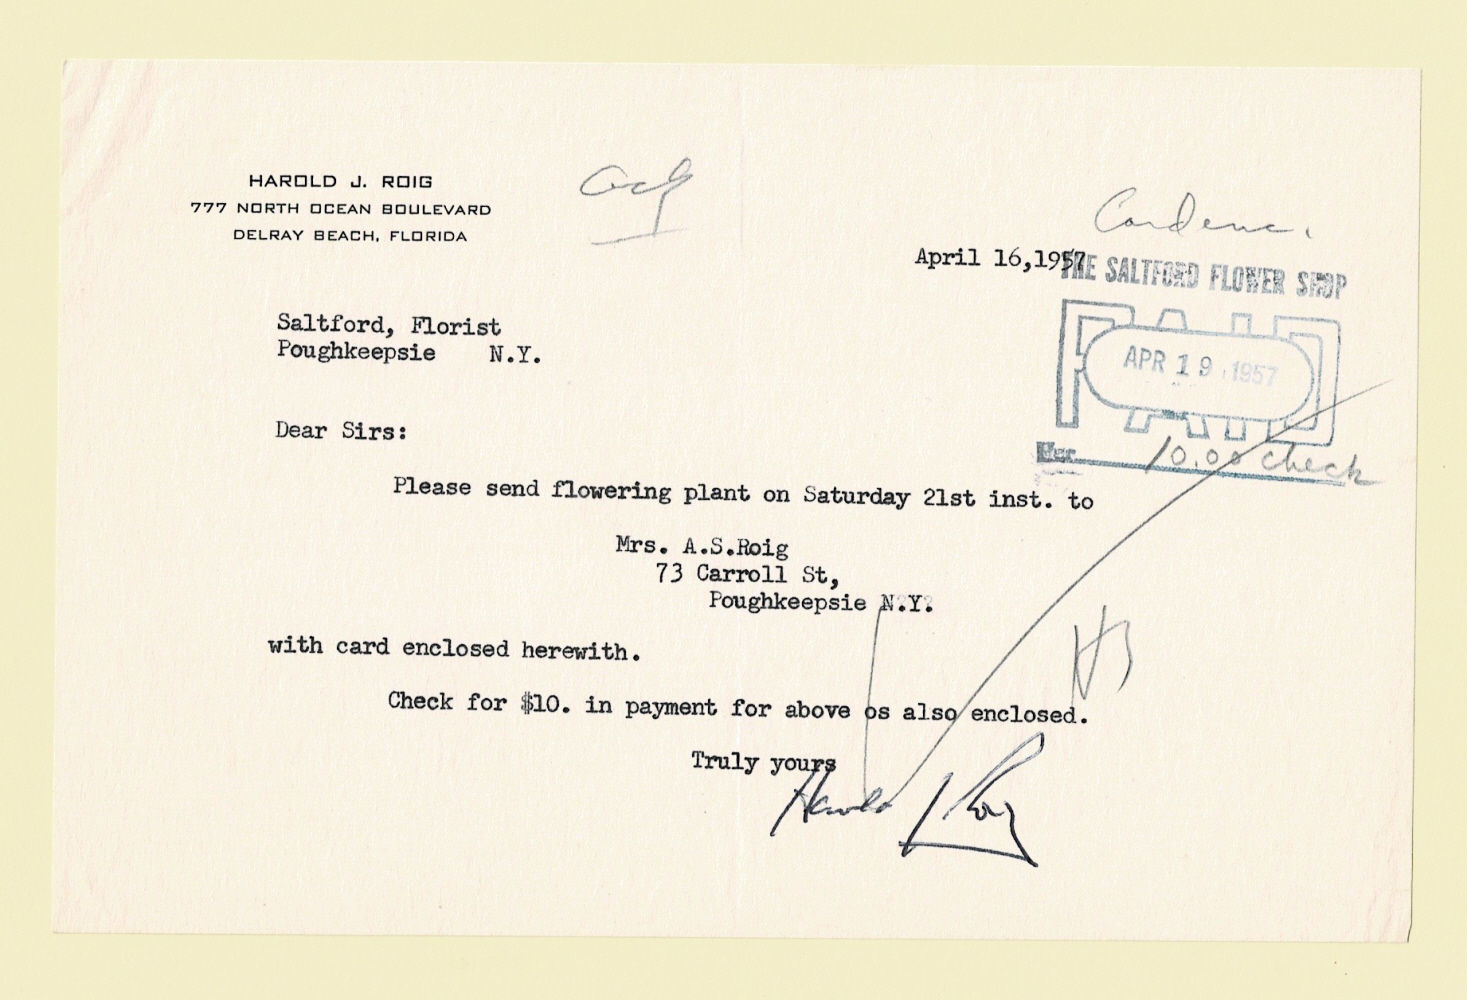 HAROLD J. ROIG
777 NORTH OCEAN BOULEVARD
DELRAY BEACH, FLORIDA
April 16,1957
THE SALTFORD FLOWER SHOP
PAID
APR 19 1957
Per
10.00 check
Saltford, Florist
Poughkeepsie N.Y.
Dear Sirs:
Please send flowering plant on Saturday 21st inst. to
Mrs. A.S.Roig
73 Carroll St,
Poughkeepsie N.Y.
with card enclosed herewith.
Check for $10. in payment for above os also enclosed.
Truly yours
Harold J Roig